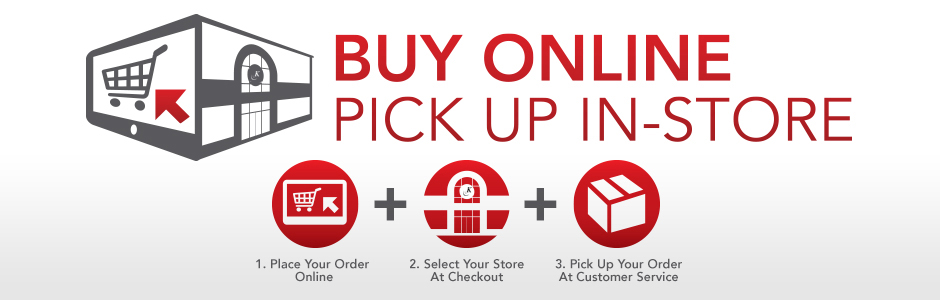 BUY ONLINE
PICK UP IN-STORE
K
K
1. Place Your Order
Online
2. Select Your Store
At Checkout
3. Pick Up Your Order
At Customer Service